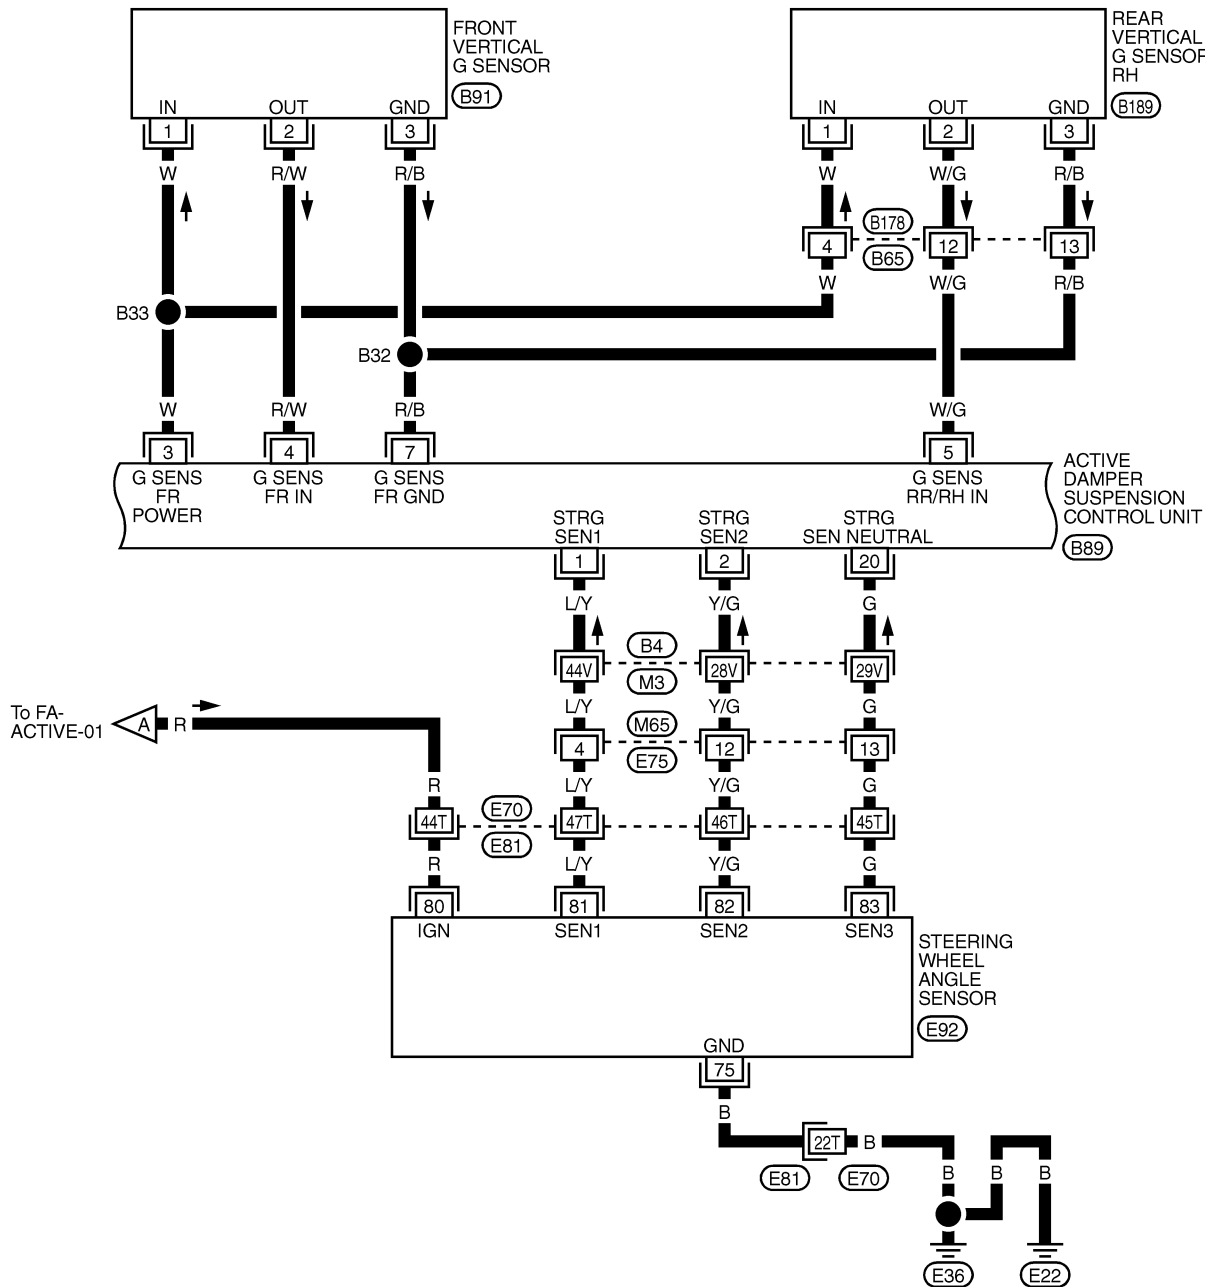 FRONT
VERTICAL
G SENSOR
B91
REAR
VERTICAL
G SENSOR
RH
B189
IN OUT GND
1 2 3
W R/W R/B
IN OUT GND
1 2 3
W W/G R/B
B178
4 12 13
B65
W W/G R/B
B33
B32
W R/W R/B W/G
3 4 7 5
G SENS
FR
POWER
G SENS
FR IN
G SENS
FR GND
G SENS
RR/RH IN
ACTIVE
DAMPER
SUSPENSION
CONTROL UNIT
B89
STRG
SEN1
STRG
SEN2
STRG
SEN NEUTRAL
1 2 20
L/Y Y/G G
B4
44V 28V 29V
M3
L/Y Y/G G
To FA-
ACTIVE-01
A R
M65
4 12 13
E75
R L/Y Y/G G
E70
44T 47T 46T 45T
E81
R L/Y Y/G G
80 81 82 83
IGN SEN1 SEN2 SEN3
STEERING
WHEEL
ANGLE
SENSOR
E92
GND
75
B
22T B
E81 E70
B B B
E36 E22